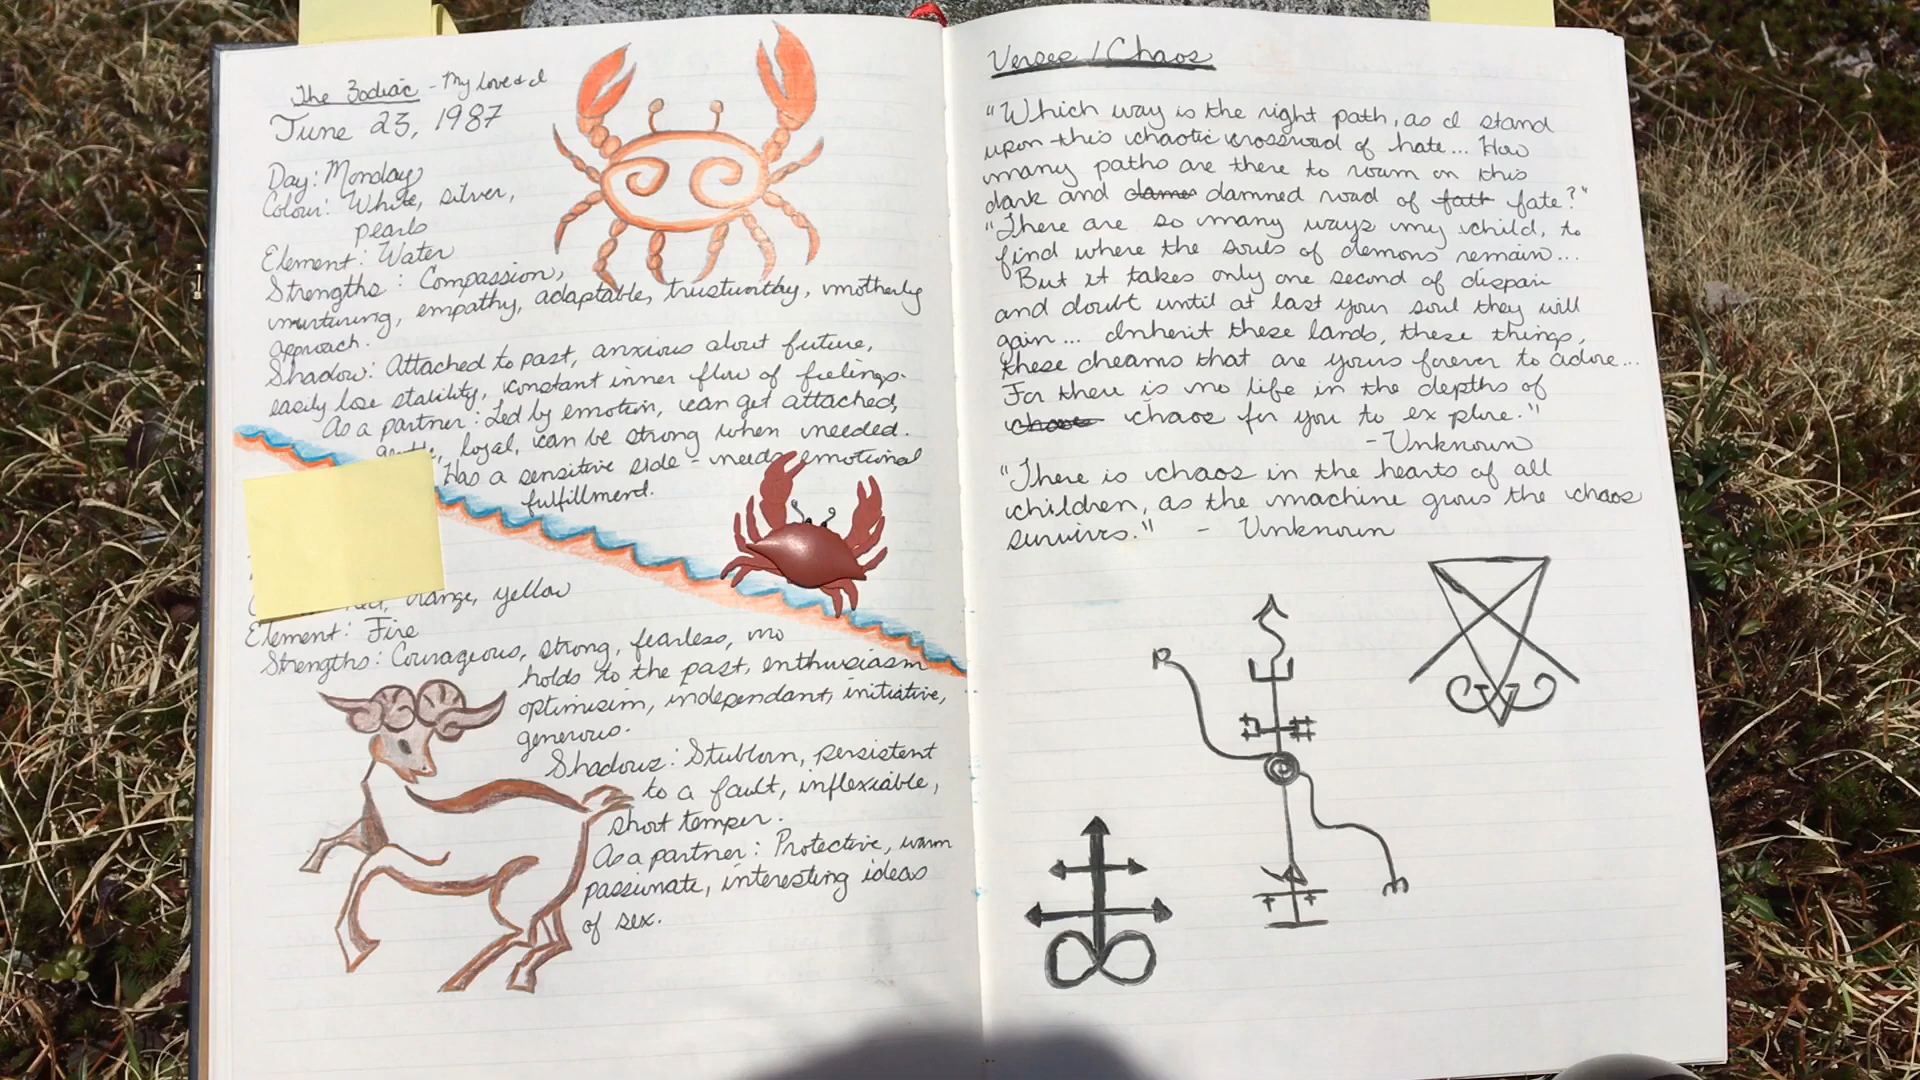 The Zodiac - My love & I
June 23, 1987
Day: Monday
Colour: White, silver,
pearls
Element: Water
Strengths: Compassion,
nurturing, empathy, adaptable, trustworthy, motherly
approach.
Shadow: Attached to past, anxious about future,
easily lose stability, constant inner flow of feelings.
As a partner: Led by emotion, can get attached,
loyal, can be strong when needed.
Has a sensitive side - needs emotional
fulfillment.
orange, yellow
Element: Fire
Strengths: Courageous, strong, fearless, no
holds to the past, enthusiasm
optimisim, independant, initiative,
generous.
Shadows: Stubborn, persistent
to a fault, inflexiable,
short temper.
As a partner: Protective, warm
passionate, interesting ideas
of sex.
Verses / Chaos
"Which way is the right path, as I stand
upon this chaotic crossroad of hate... How
many paths are there to roam on this
dark and damned road of fate?"
"There are so many ways my child, to
find where the souls of demons remain...
But it takes only one second of dispair
and doubt until at last your soul they will
gain... Inherit these lands, these things,
these dreams that are yours forever to adore...
For there is no life in the depths of
chaos for you to explore."
- Unknown
"There is chaos in the hearts of all
children, as the machine grows the chaos
survives." - Unknown